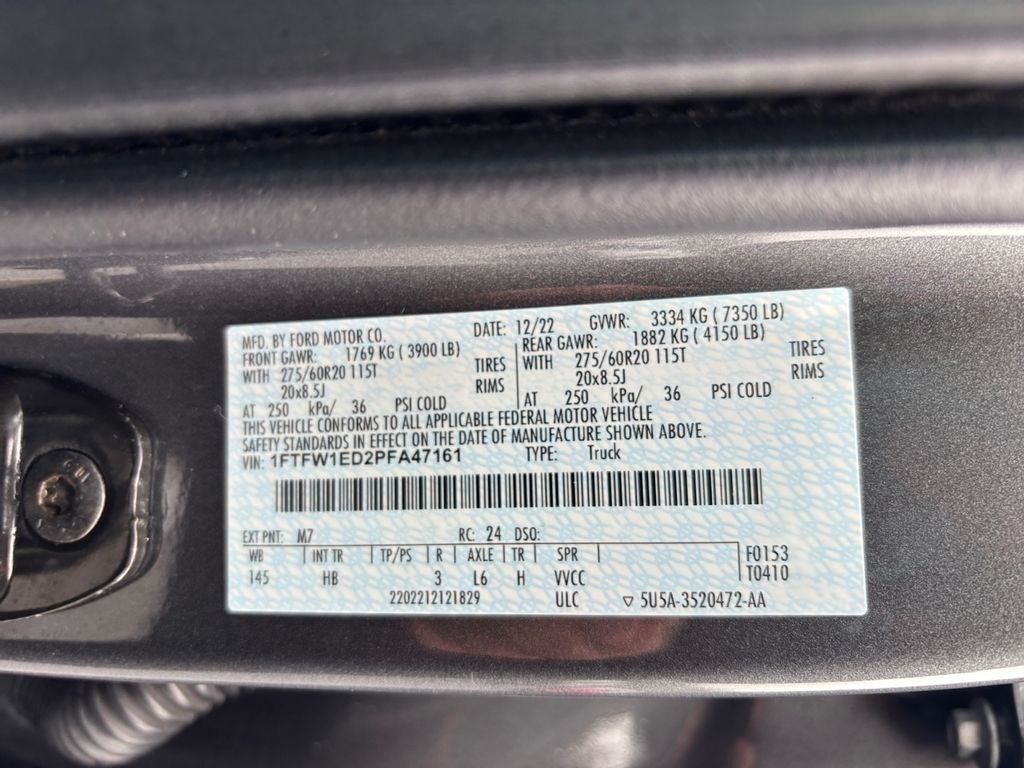 MFD. BY FORD MOTOR CO. DATE: 12/22 GVWR: 3334 KG ( 7350 LB)
FRONT GAWR: 1769 KG ( 3900 LB) REAR GAWR: 1882 KG ( 4150 LB)
WITH 275/60R20 115T TIRES WITH 275/60R20 115T TIRES
20x8.5J RIMS 20x8.5J RIMS
AT 250 kPa/ 36 PSI COLD AT 250 kPa/ 36 PSI COLD
THIS VEHICLE CONFORMS TO ALL APPLICABLE FEDERAL MOTOR VEHICLE
SAFETY STANDARDS IN EFFECT ON THE DATE OF MANUFACTURE SHOWN ABOVE.
VIN: 1FTFW1ED2PFA47161 TYPE: Truck
EXT PNT: M7 RC: 24 DSO:
WB INT TR TP/PS R AXLE TR SPR F0153
145 HB 3 L6 H VVCC T0410
2202212121829 ULC ▽ 5U5A-3520472-AA